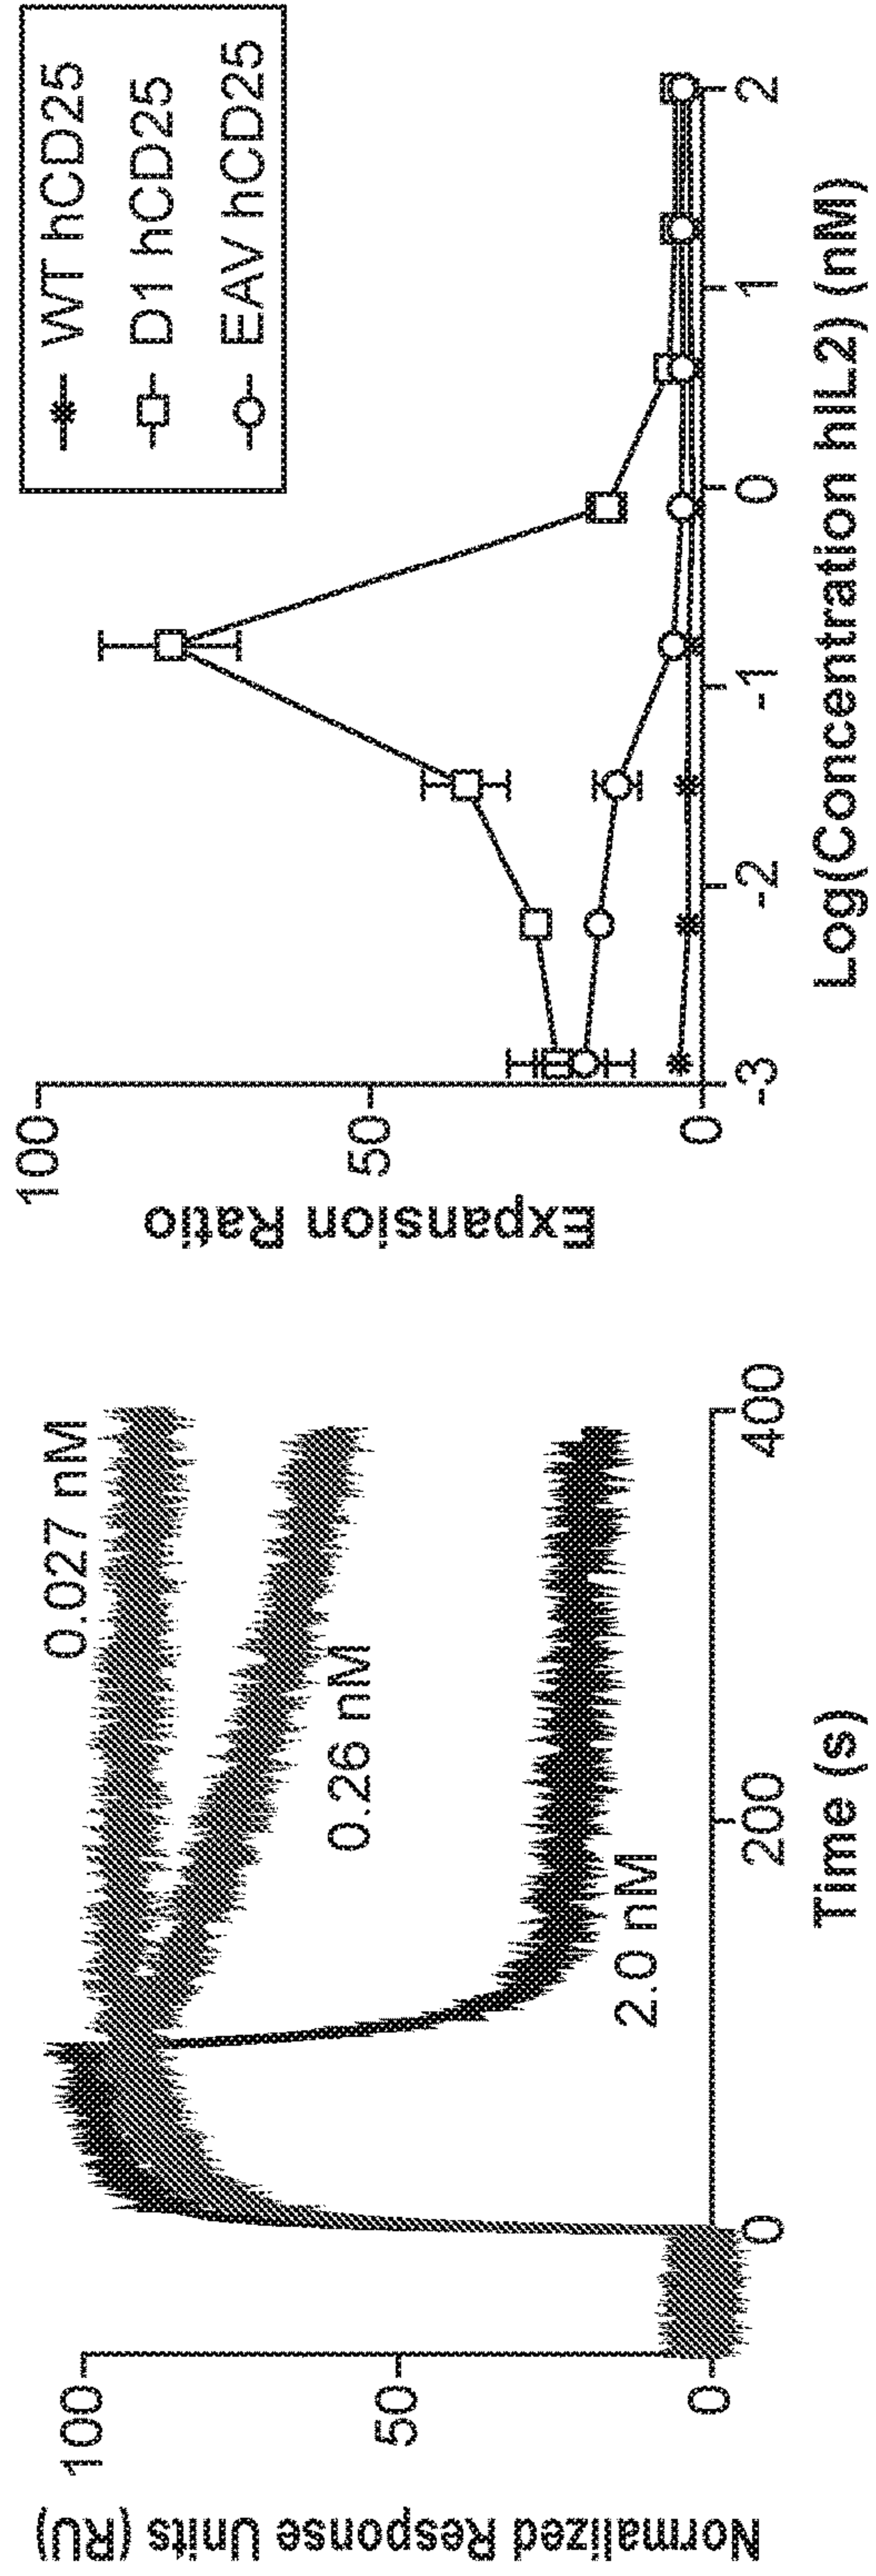 Normalized Response Units (RU)
100
50
0
0.027 nM
0.26 nM
2.0 nM
0
200
400
Time (s)
Expansion Ratio
100
50
0
WT hCD25
D1 hCD25
EAV hCD25
-3
-2
-1
0
1
2
Log(Concentration hIL2) (nM)